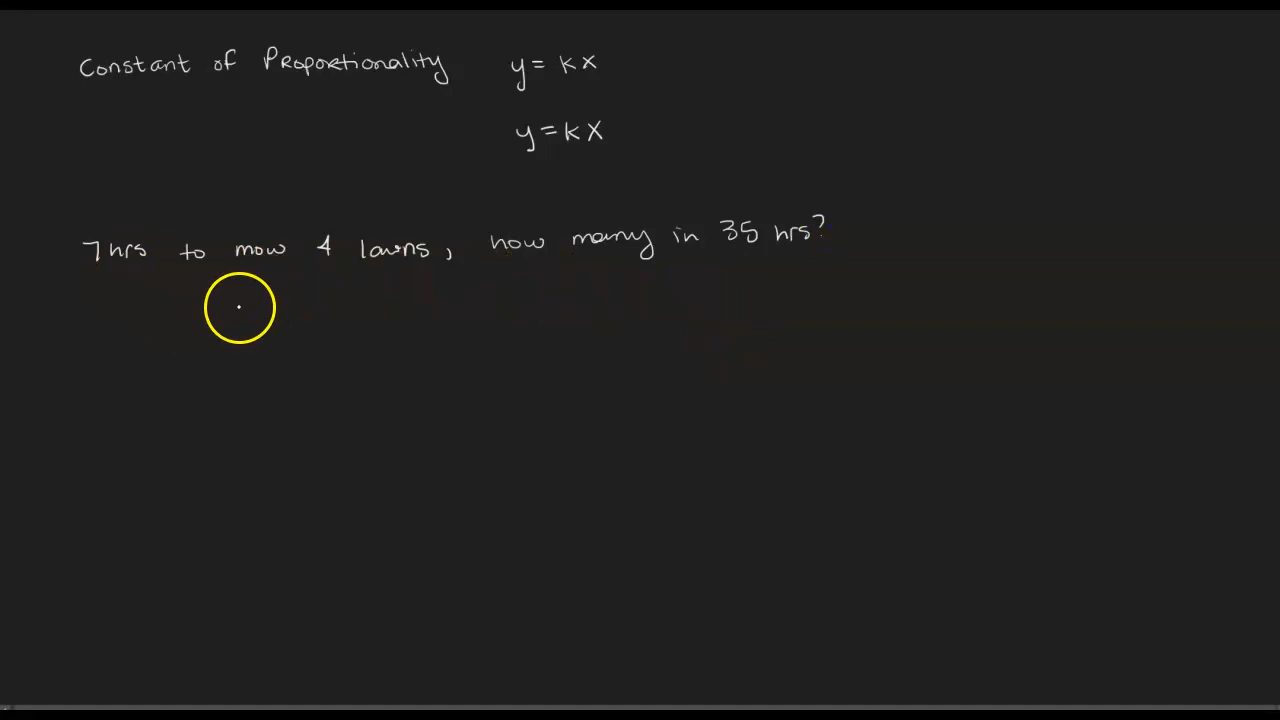 Constant of Proportionality y = kx
y = kx
7 hrs to mow 4 lawns, how many in 35 hrs?